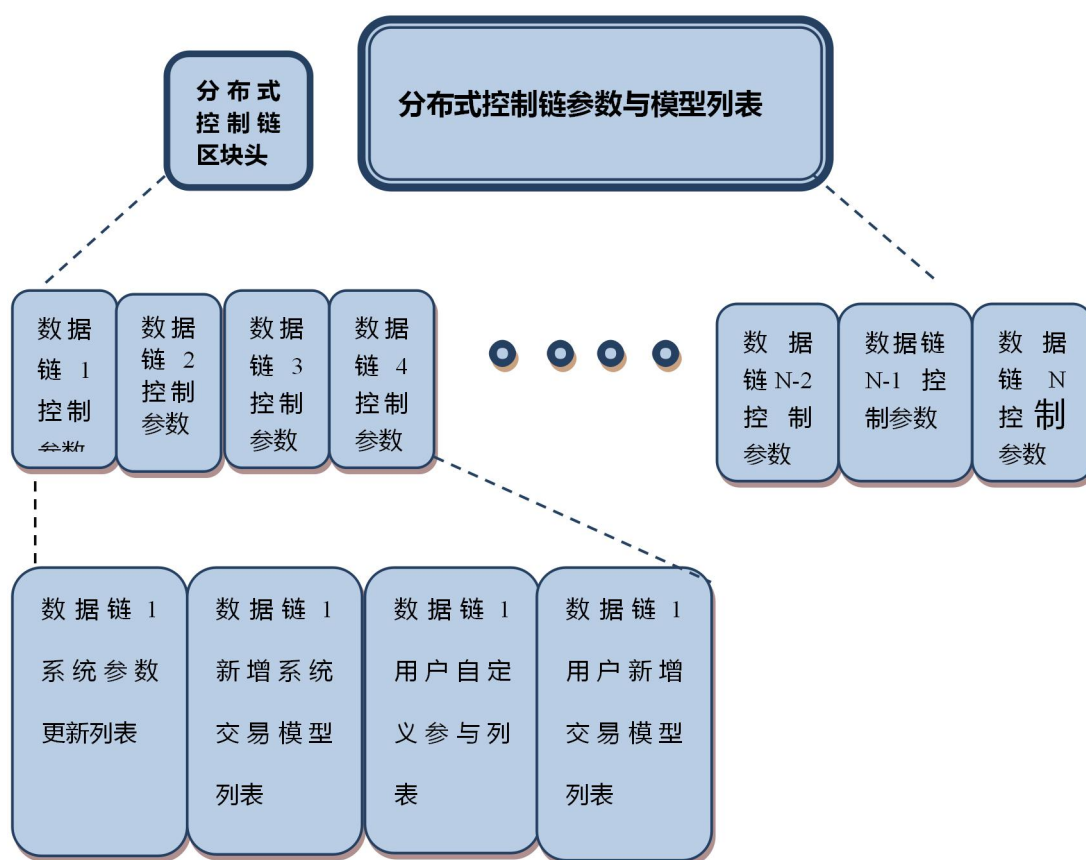 分布式
控制链
区块头
分布式控制链参数与模型列表
数据
链 1
控制
参数
数据
链 2
控制
参数
数据
链 3
控制
参数
数据
链 4
控制
参数
数据
链N-2
控制
参数
数据链
N-1 控
制参数
数据
链 N
控制
参数
数据链 1
系统参数
更新列表
数据链 1
新增系统
交易模型
列表
数据链 1
用户自定
义参与列
表
数据链 1
用户新增
交易模型
列表